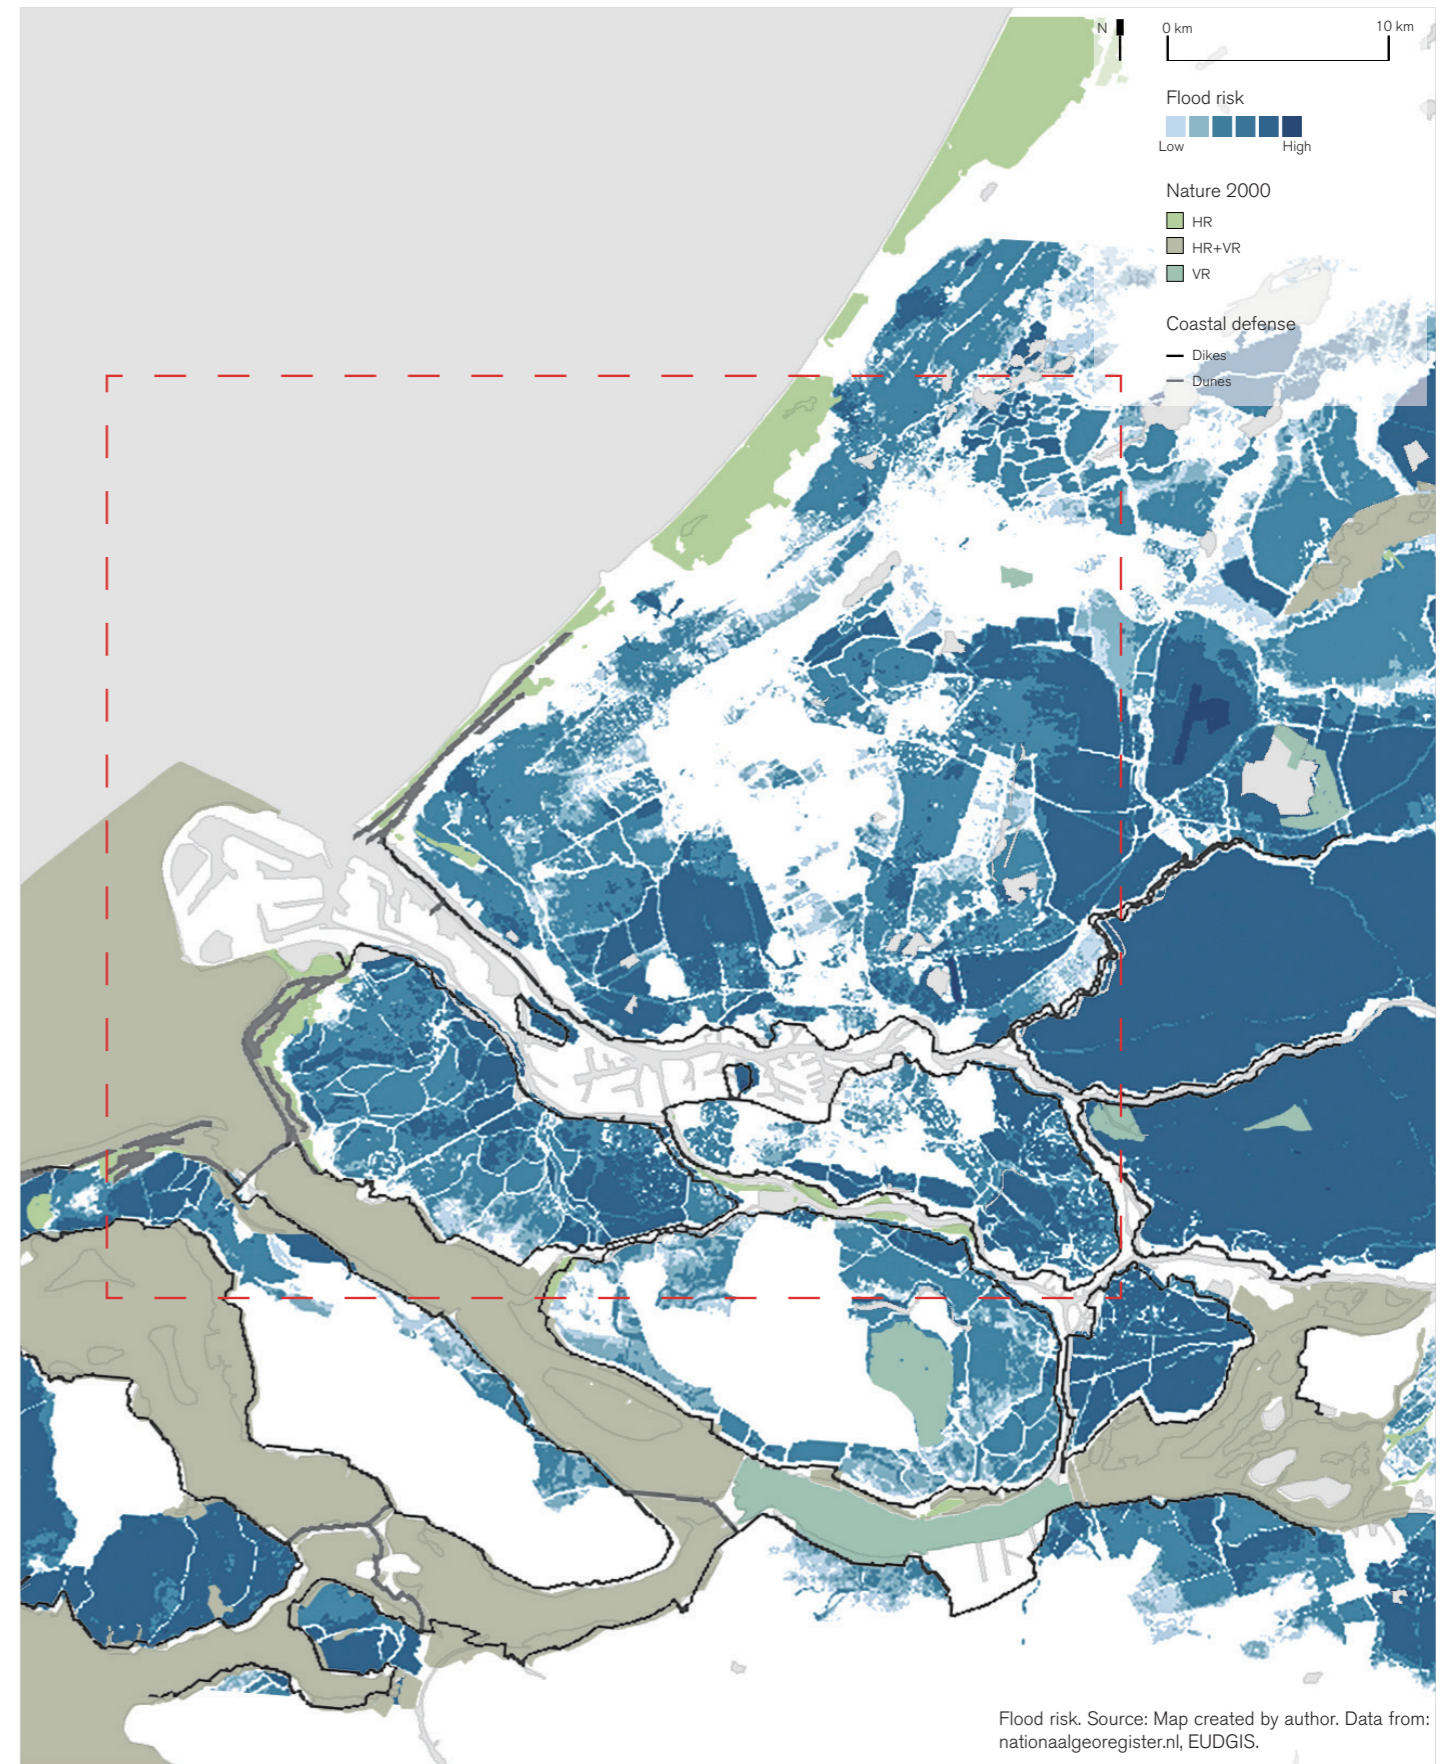 N
0 km 10 km
Flood risk
Low High
Nature 2000
HR
HR+VR
VR
Coastal defense
Dikes
Dunes
Flood risk. Source: Map created by author. Data from:
nationaalgeoregister.nl, EUDGIS.